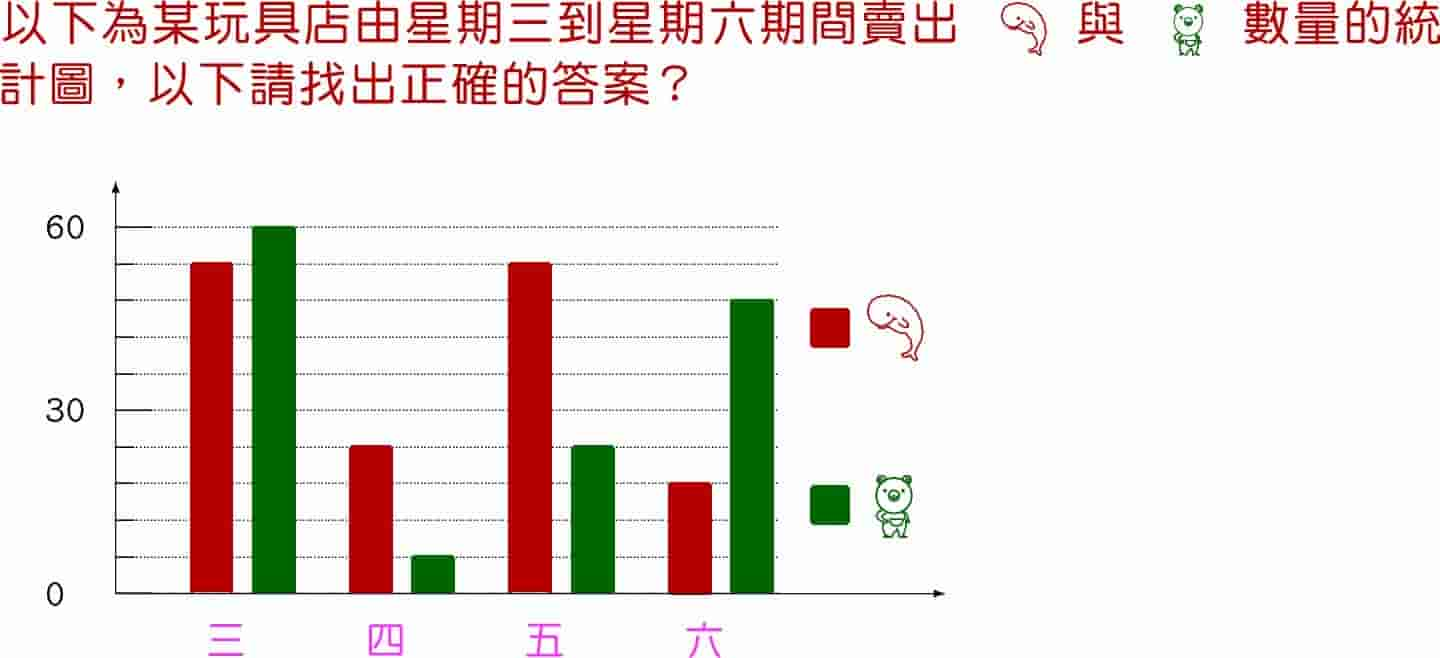 以下為某玩具店由星期三到星期六期間賣出 與 數量的統
計圖，以下請找出正確的答案？
60
30
0
三 四 五 六